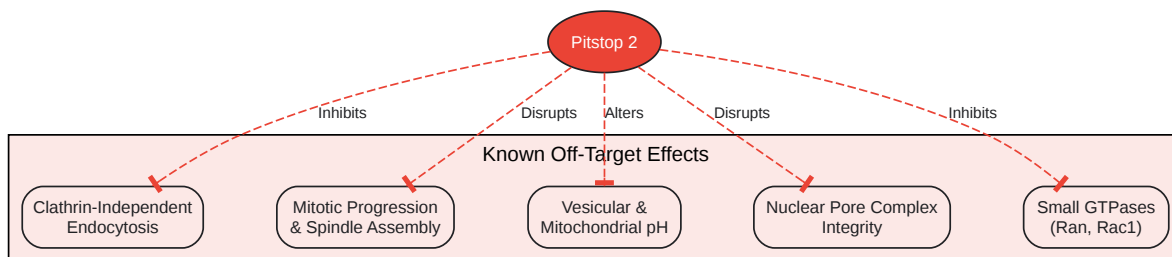 Pitstop 2
Inhibits
Disrupts
Alters
Disrupts
Inhibits
Known Off-Target Effects
Clathrin-Independent
Endocytosis
Mitotic Progression
& Spindle Assembly
Vesicular &
Mitochondrial pH
Nuclear Pore Complex
Integrity
Small GTPases
(Ran, Rac1)